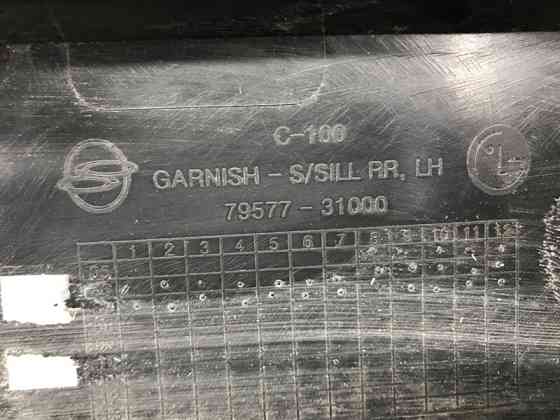 C-100
GARNISH - S/SILL RR, LH
79577-31000
1 2 3 4 5 6 7 8 9 10 11 12